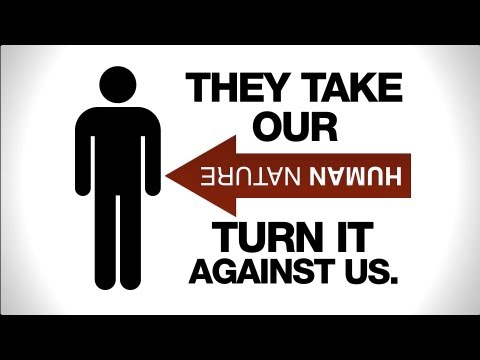 THEY TAKE
OUR
HUMAN NATURE
TURN IT
AGAINST US.